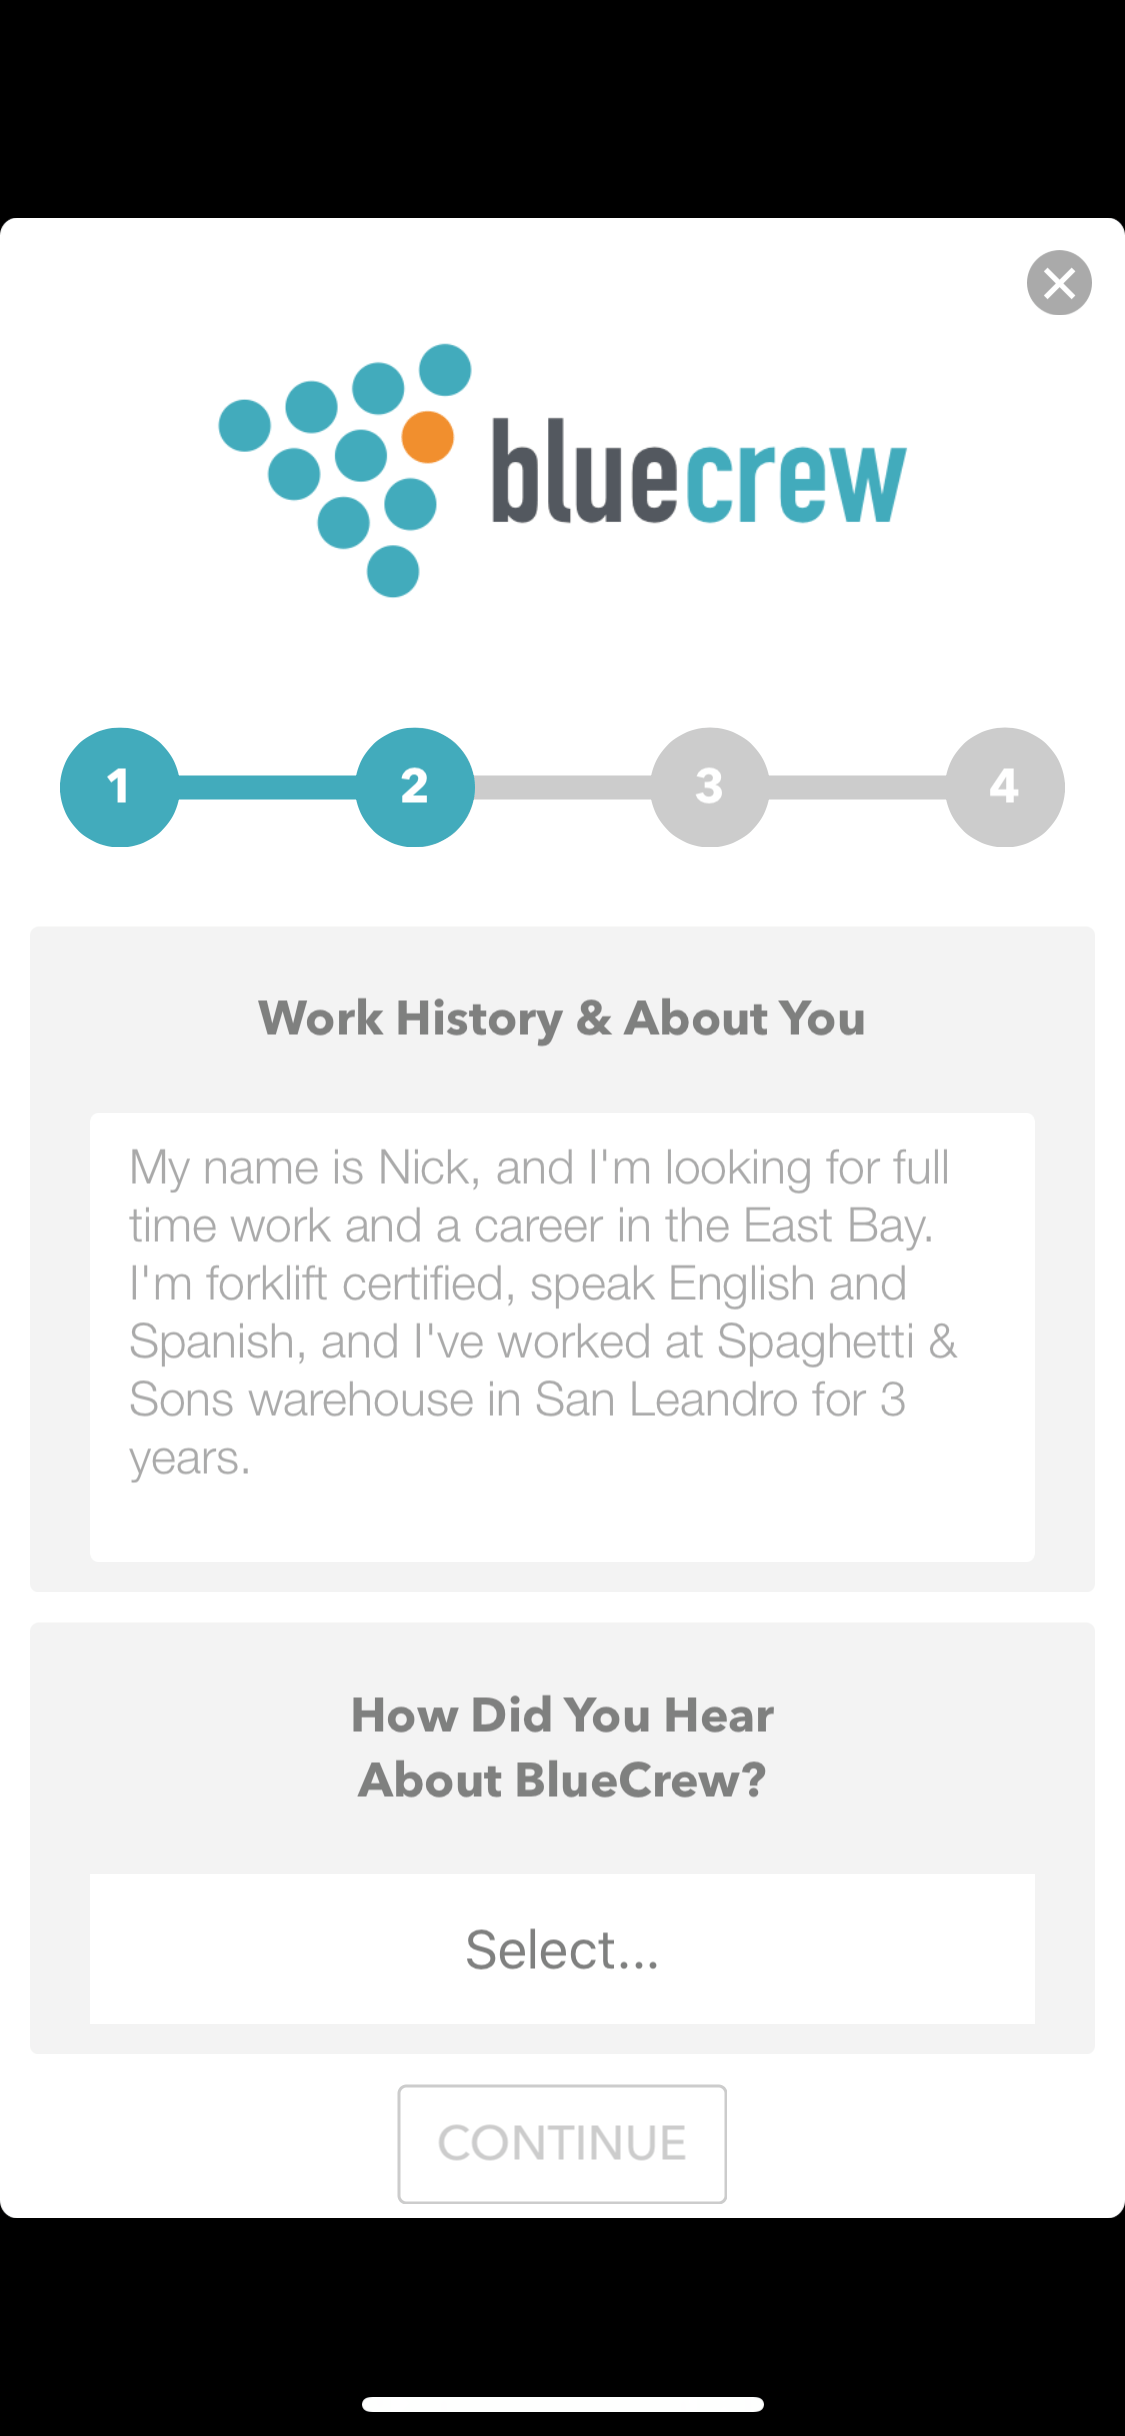 bluecrew
1 2 3 4
Work History & About You
My name is Nick, and I'm looking for full
time work and a career in the East Bay.
I'm forklift certified, speak English and
Spanish, and I've worked at Spaghetti &
Sons warehouse in San Leandro for 3
years.
How Did You Hear
About BlueCrew?
Select...
CONTINUE